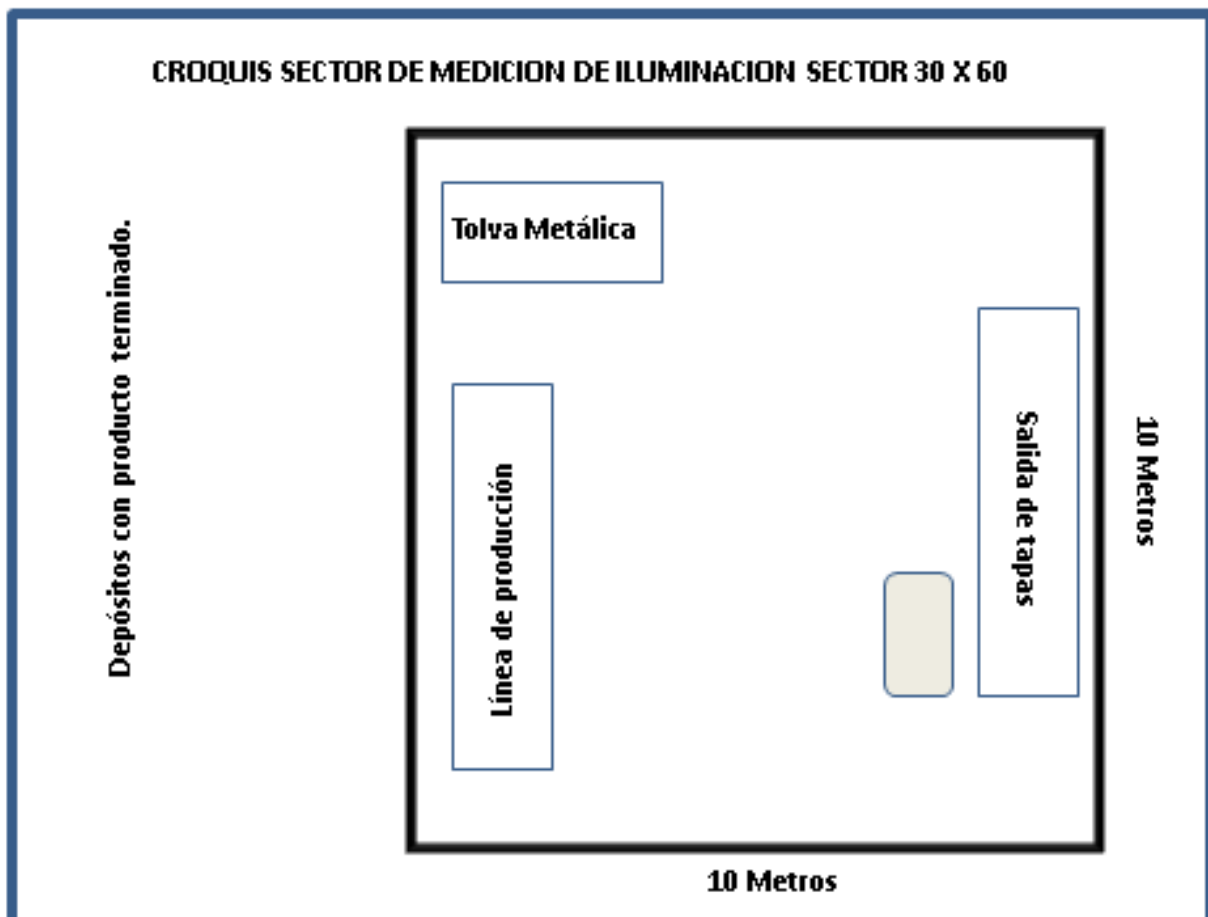 CROQUIS SECTOR DE MEDICION DE ILUMINACION SECTOR 30 X 60
Depósitos con producto terminado.
Tolva Metálica
Línea de producción
Salida de tapas
10 Metros
10 Metros